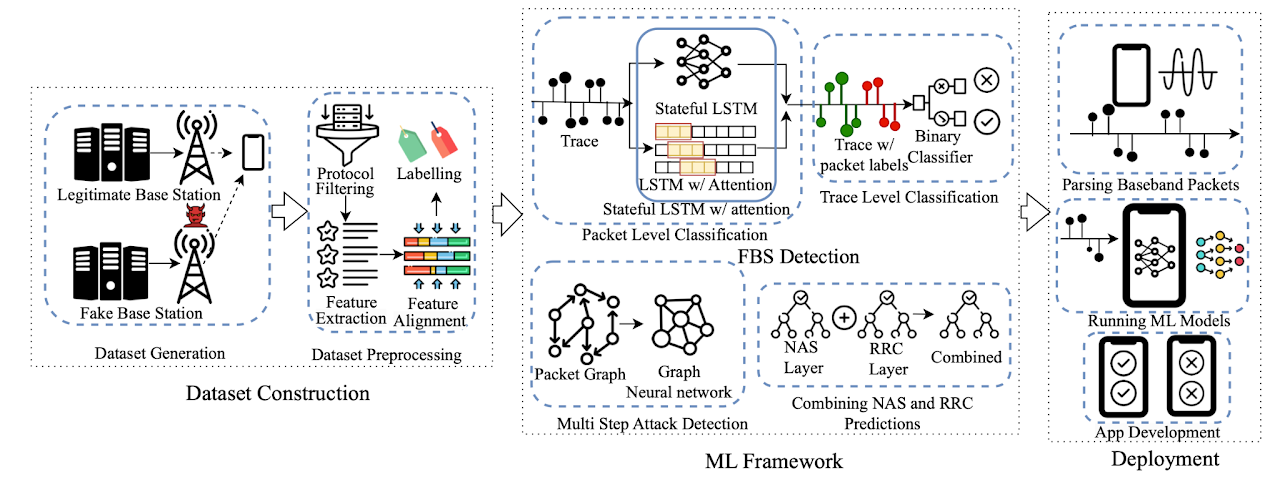 Legitimate Base Station
Fake Base Station
Dataset Generation
Protocol
Filtering
Labelling
Feature
Extraction
Feature
Alignment
Dataset Preprocessing
Dataset Construction
Trace
Stateful LSTM
LSTM w/ Attention
Stateful LSTM w/ attention
Packet Level Classification
Trace w/
packet labels
Binary
Classifier
Trace Level Classification
FBS Detection
Packet Graph
Graph
Neural network
Multi Step Attack Detection
NAS
Layer
RRC
Layer
Combined
Combining NAS and RRC
Predictions
ML Framework
Parsing Baseband Packets
Running ML Models
App Development
Deployment